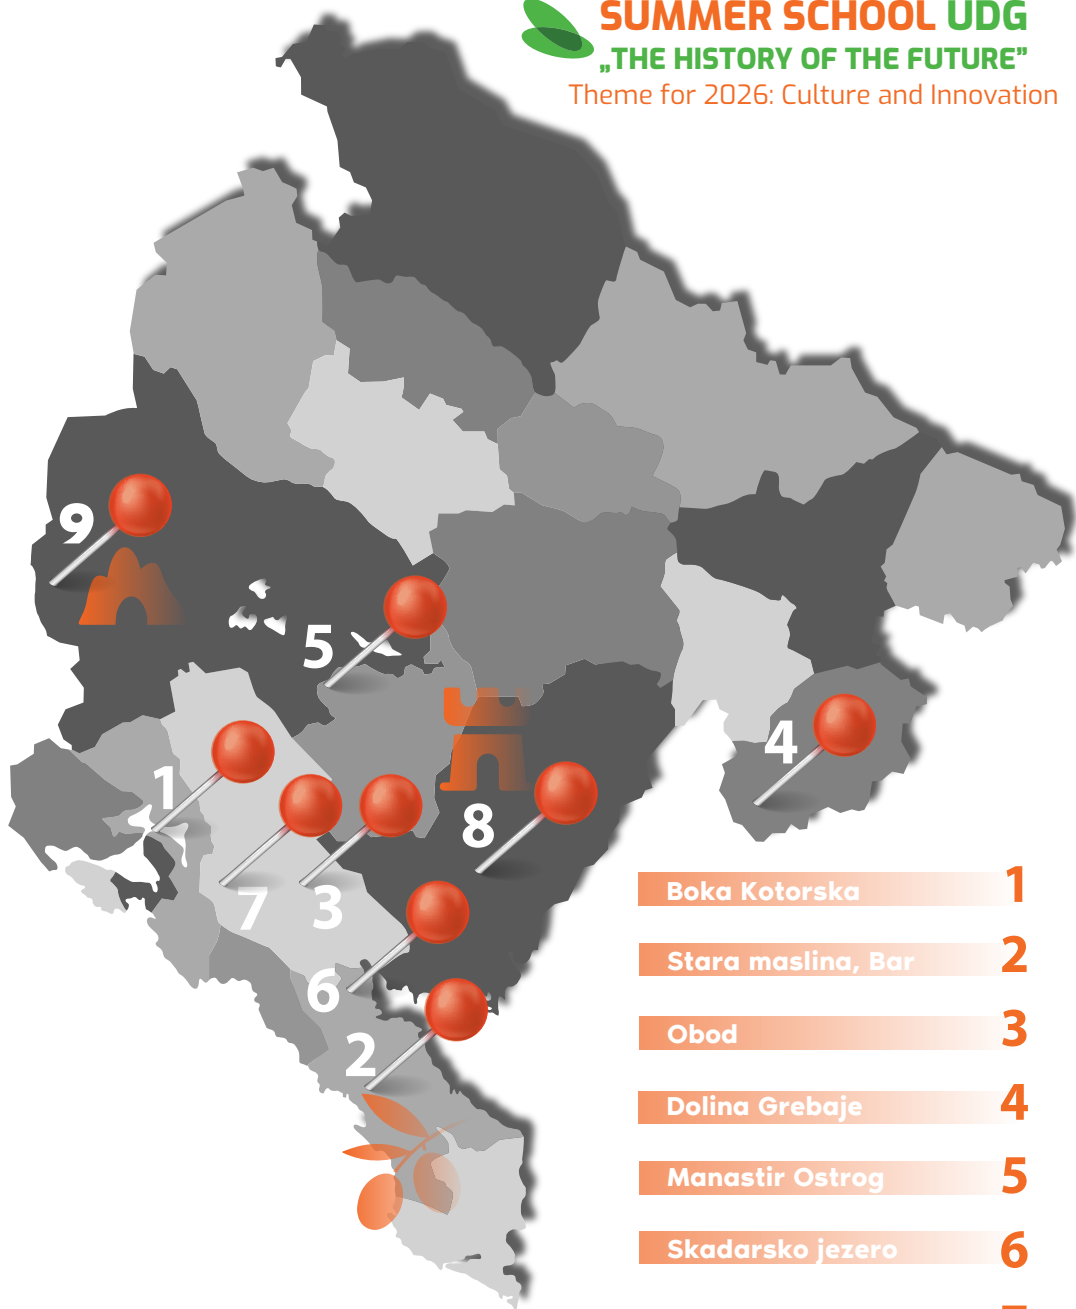 SUMMER SCHOOL UDG
„THE HISTORY OF THE FUTURE”
Theme for 2026: Culture and Innovation
9
5
4
1
8
7
3
6
2
Boka Kotorska 1
Stara maslina, Bar 2
Obod 3
Dolina Grebaje 4
Manastir Ostrog 5
Skadarsko jezero 6